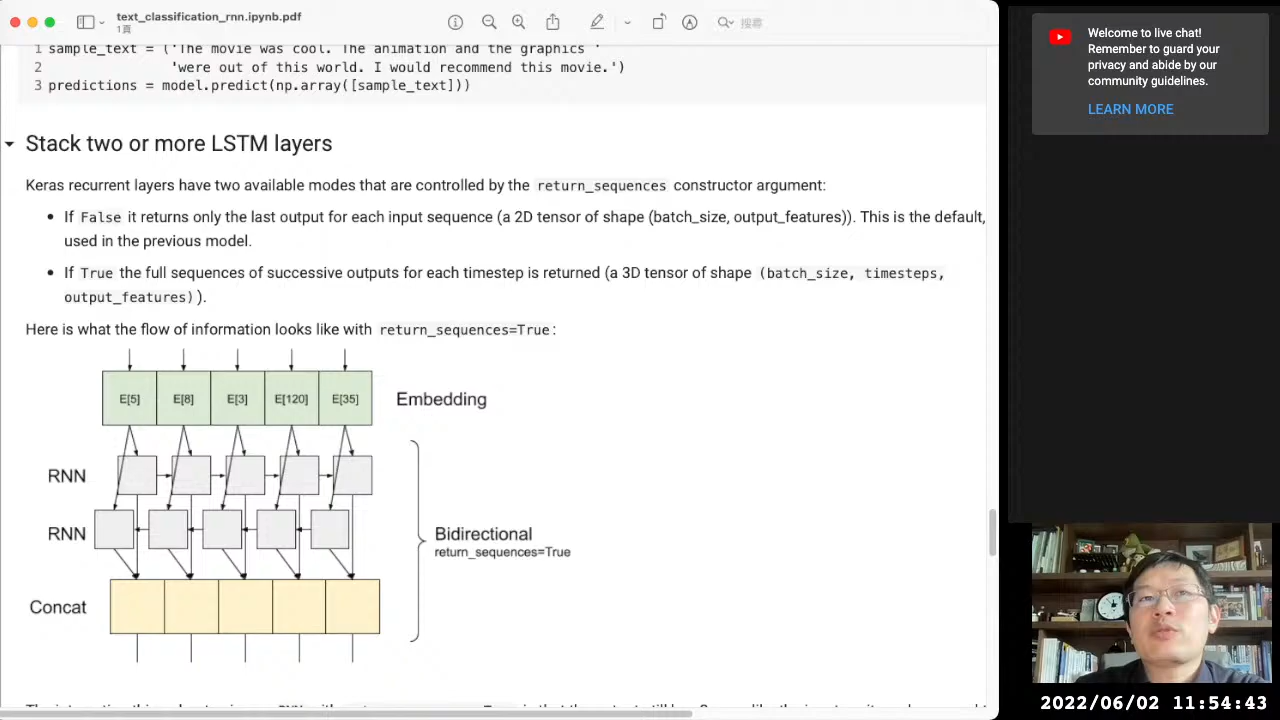 text_classification_rnn.ipynb.pdf
1頁
搜尋
1 sample_text = ('The movie was cool. The animation and the graphics '
2 'were out of this world. I would recommend this movie.')
3 predictions = model.predict(np.array([sample_text]))
Stack two or more LSTM layers
Keras recurrent layers have two available modes that are controlled by the return_sequences constructor argument:
• If False it returns only the last output for each input sequence (a 2D tensor of shape (batch_size, output_features)). This is the default,
used in the previous model.
• If True the full sequences of successive outputs for each timestep is returned (a 3D tensor of shape (batch_size, timesteps,
output_features)).
Here is what the flow of information looks like with return_sequences=True:
E[5] E[8] E[3] E[120] E[35] Embedding
RNN
RNN
Bidirectional
return_sequences=True
Concat
Welcome to live chat!
Remember to guard your
privacy and abide by our
community guidelines.
LEARN MORE
2022/06/02 11:54:43